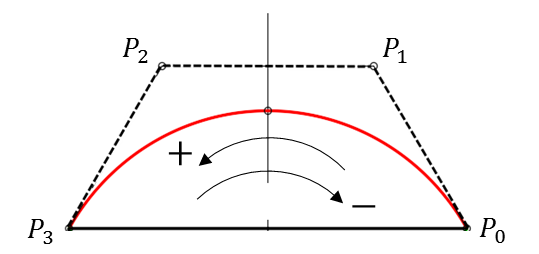 P₂
P₁
+
−
P₃
P₀